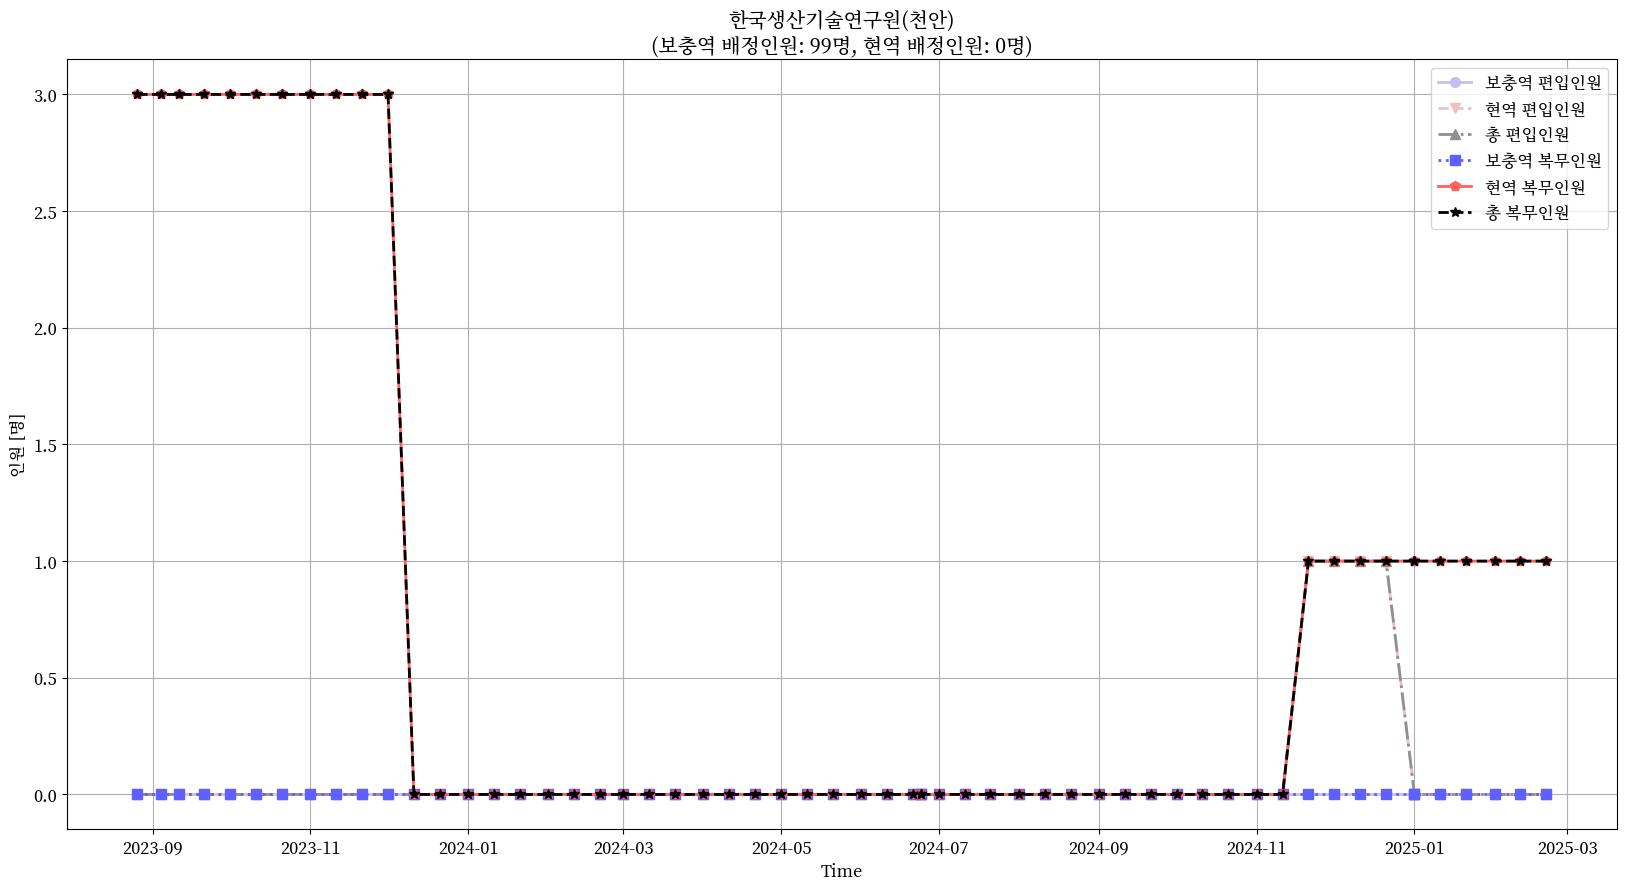 한국생산기술연구원(천안)
(보충역 배정인원: 99명, 현역 배정인원: 0명)
보충역 편입인원
현역 편입인원
총 편입인원
보충역 복무인원
현역 복무인원
총 복무인원
인원 [명]
3.0
2.5
2.0
1.5
1.0
0.5
0.0
2023-09 2023-11 2024-01 2024-03 2024-05 2024-07 2024-09 2024-11 2025-01 2025-03
Time